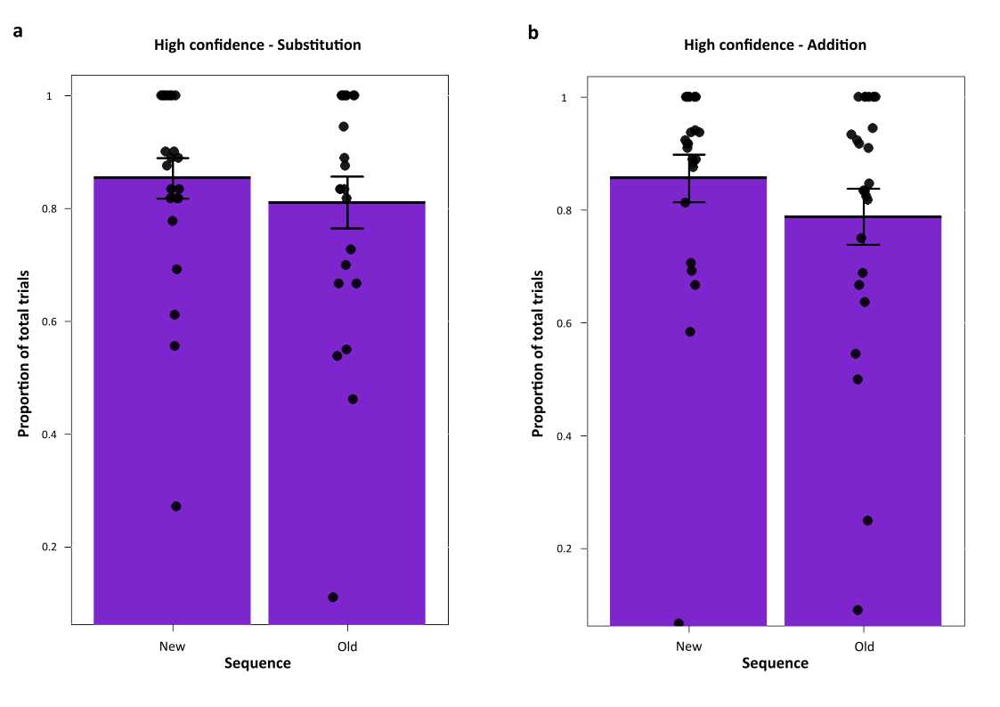 a
High confidence - Substitution
1
0.8
0.6
0.4
0.2
Proportion of total trials
New
Old
Sequence
b
High confidence - Addition
1
0.8
0.6
0.4
0.2
Proportion of total trials
New
Old
Sequence